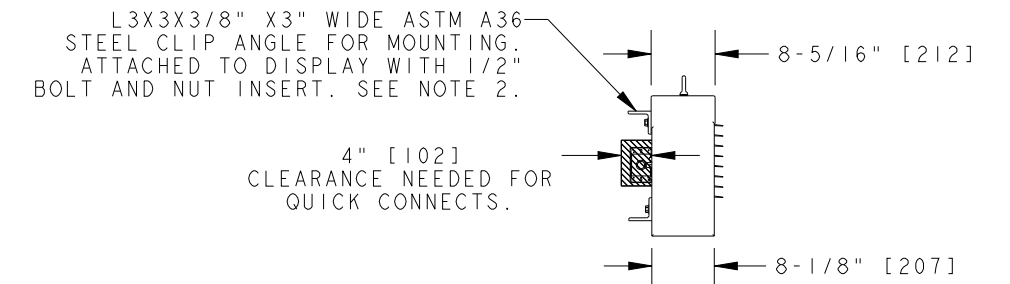 L3X3X3/8" X3" WIDE ASTM A36
STEEL CLIP ANGLE FOR MOUNTING.
ATTACHED TO DISPLAY WITH 1/2"
BOLT AND NUT INSERT. SEE NOTE 2.
8-5/16" [212]
4" [102]
CLEARANCE NEEDED FOR
QUICK CONNECTS.
8-1/8" [207]